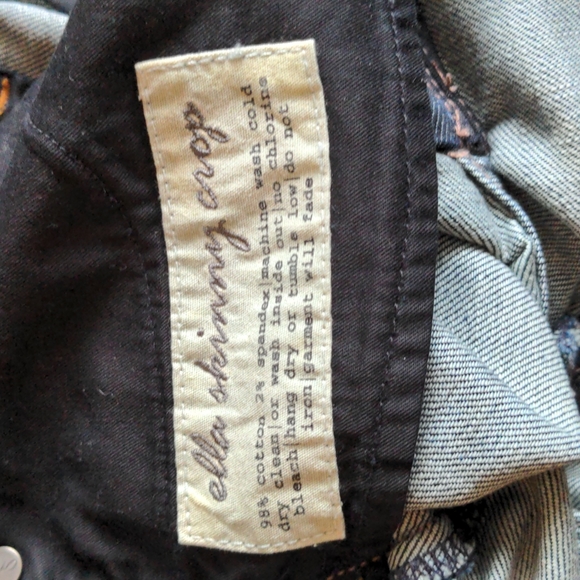 ella skinny crop
98% cotton 2% spandex|machine wash cold
dry clean|or wash inside out|no chlorine
bleach|hang dry or tumble low|do not
iron|garment will fade